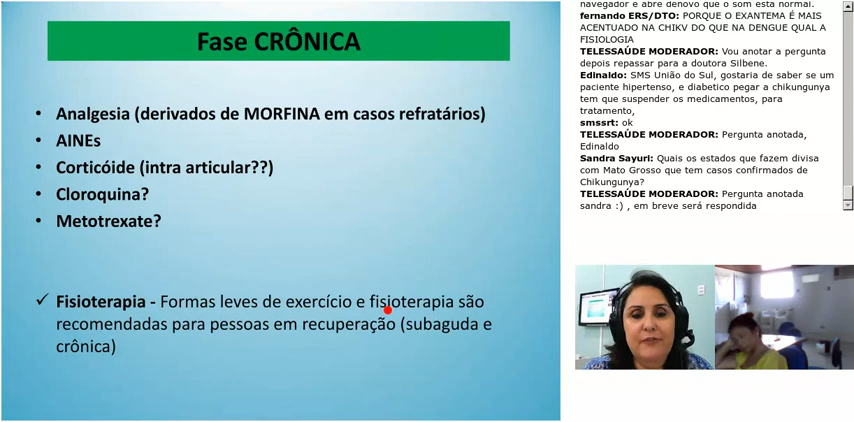 Fase CRÔNICA
• Analgesia (derivados de MORFINA em casos refratários)
• AINEs
• Corticóide (intra articular??)
• Cloroquina?
• Metotrexate?
✓ Fisioterapia - Formas leves de exercício e fisioterapia são
recomendadas para pessoas em recuperação (subaguda e
crônica)
navegador e abre denovo que o som esta normal.
fernando ERS/DTO: PORQUE O EXANTEMA É MAIS
ACENTUADO NA CHIKV DO QUE NA DENGUE QUAL A
FISIOLOGIA
TELESSAÚDE MODERADOR: Vou anotar a pergunta
depois repassar para a doutora Silbene.
Edinaldo: SMS União do Sul, gostaria de saber se um
paciente hipertenso, e diabetico pegar a chikungunya
tem que suspender os medicamentos, para
tratamento,
smssrt: ok
TELESSAÚDE MODERADOR: Pergunta anotada,
Edinaldo
Sandra Sayuri: Quais os estados que fazem divisa
com Mato Grosso que tem casos confirmados de
Chikungunya?
TELESSAÚDE MODERADOR: Pergunta anotada
sandra :) , em breve será respondida